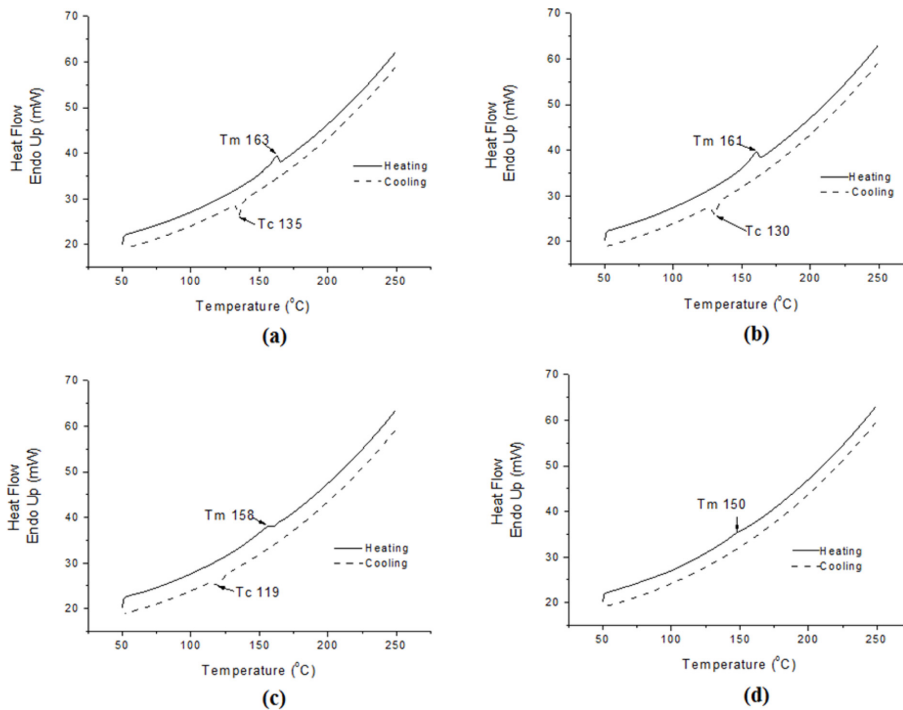 70
60
50
40
30
20
Heat Flow
Endo Up (mW)
Tm 163
Tc 135
Heating
Cooling
50 100 150 200 250
Temperature (⁰C)
(a)
70
60
50
40
30
20
Heat Flow
Endo Up (mW)
Tm 161
Tc 130
Heating
Cooling
50 100 150 200 250
Temperature (⁰C)
(b)
70
60
50
40
30
20
Heat Flow
Endo Up (mW)
Tm 158
Tc 119
Heating
Cooling
50 100 150 200 250
Temperature (⁰C)
(c)
70
60
50
40
30
20
Heat Flow
Endo Up (mW)
Tm 150
Heating
Cooling
50 100 150 200 250
Temperature (⁰C)
(d)